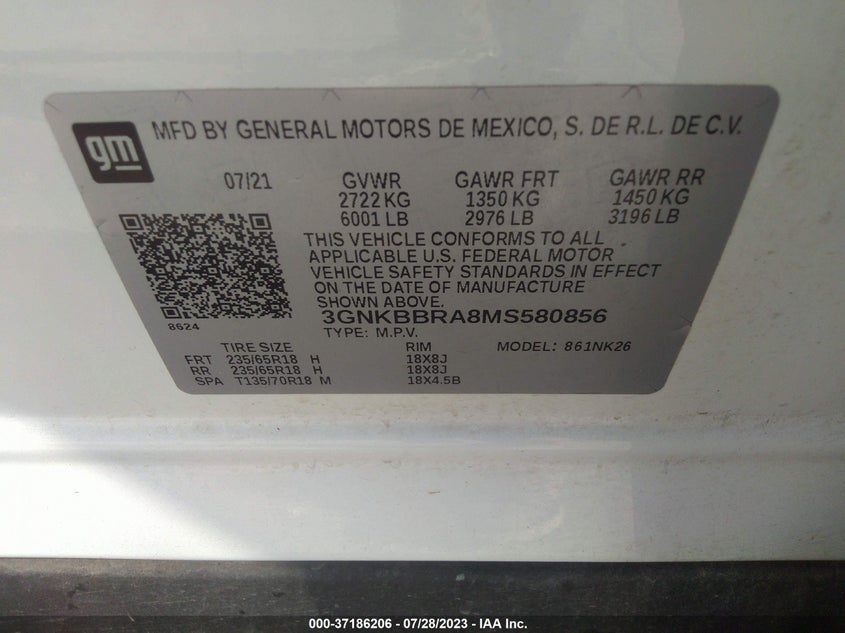 gm
MFD BY GENERAL MOTORS DE MEXICO, S. DE R.L. DE C.V.
07/21 GVWR GAWR FRT GAWR RR
2722 KG 1350 KG 1450 KG
6001 LB 2976 LB 3196 LB
THIS VEHICLE CONFORMS TO ALL
APPLICABLE U.S. FEDERAL MOTOR
VEHICLE SAFETY STANDARDS IN EFFECT
ON THE DATE OF MANUFACTURE
SHOWN ABOVE.
8624
3GNKBBRA8MS580856
TYPE: M.P.V.
TIRE SIZE RIM MODEL: 861NK26
FRT 235/65R18 H 18X8J
RR 235/65R18 H 18X8J
SPA T135/70R18 M 18X4.5B
000-37186206 - 07/28/2023 - IAA Inc.